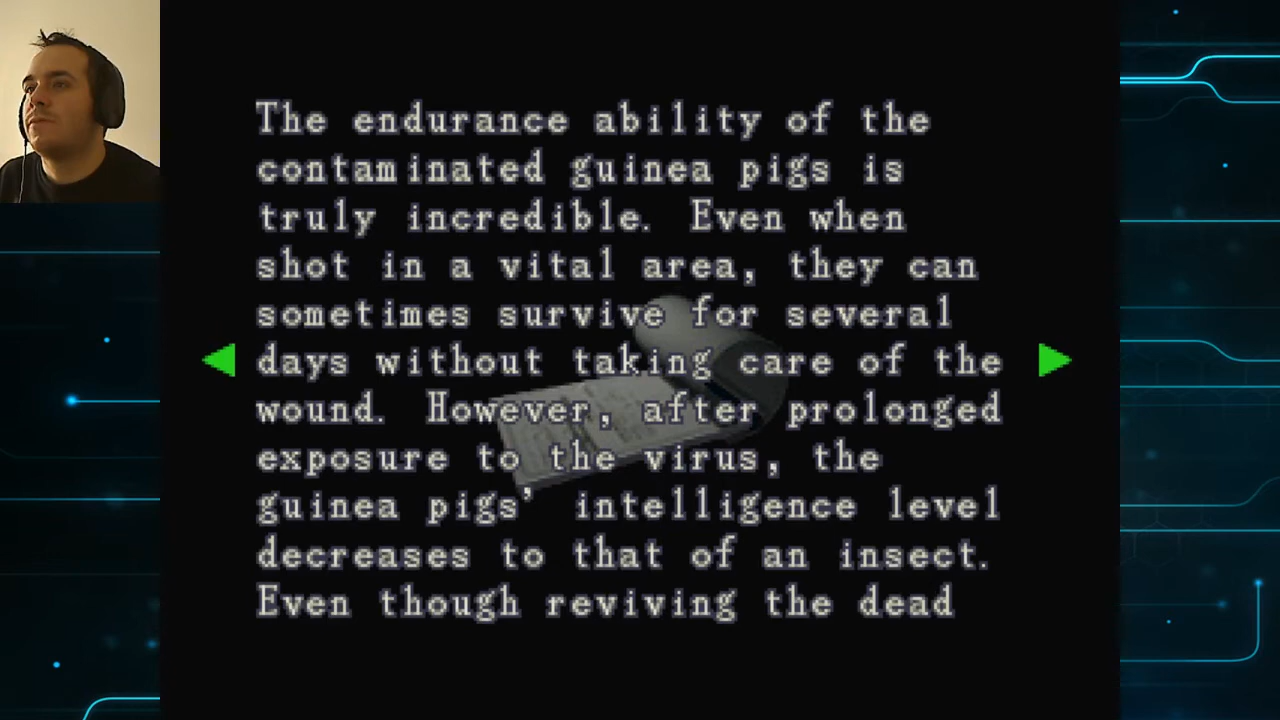 The endurance ability of the
contaminated guinea pigs is
truly incredible. Even when
shot in a vital area, they can
sometimes survive for several
days without taking care of the
wound. However, after prolonged
exposure to the virus, the
guinea pigs' intelligence level
decreases to that of an insect.
Even though reviving the dead